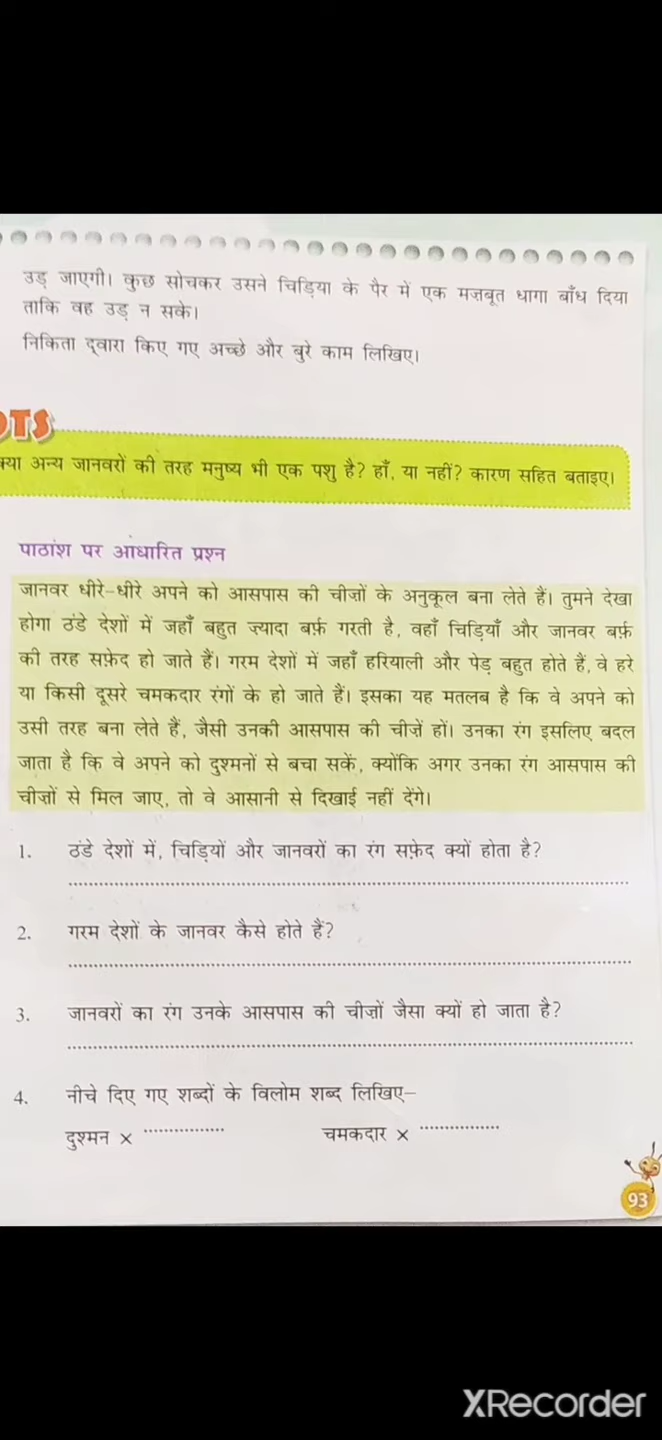 उड़ जाएगी। कुछ सोचकर उसने चिड़िया के पैर में एक मज़बूत धागा बाँध दिया
ताकि वह उड़ न सके।
निकिता द्वारा किए गए अच्छे और बुरे काम लिखिए।
OTS
क्या अन्य जानवरों की तरह मनुष्य भी एक पशु है? हाँ, या नहीं? कारण सहित बताइए।
पाठांश पर आधारित प्रश्न
जानवर धीरे-धीरे अपने को आसपास की चीज़ों के अनुकूल बना लेते हैं। तुमने देखा
होगा ठंडे देशों में जहाँ बहुत ज़्यादा बर्फ़ गरती है, वहाँ चिड़ियाँ और जानवर बर्फ़
की तरह सफ़ेद हो जाते हैं। गरम देशों में जहाँ हरियाली और पेड़ बहुत होते हैं, वे हरे
या किसी दूसरे चमकदार रंगों के हो जाते हैं। इसका यह मतलब है कि वे अपने को
उसी तरह बना लेते हैं, जैसी उनकी आसपास की चीज़ें हों। उनका रंग इसलिए बदल
जाता है कि वे अपने को दुश्मनों से बचा सकें, क्योंकि अगर उनका रंग आसपास की
चीज़ों से मिल जाए, तो वे आसानी से दिखाई नहीं देंगे।
1. ठंडे देशों में, चिड़ियों और जानवरों का रंग सफ़ेद क्यों होता है?
2. गरम देशों के जानवर कैसे होते हैं?
3. जानवरों का रंग उनके आसपास की चीज़ों जैसा क्यों हो जाता है?
4. नीचे दिए गए शब्दों के विलोम शब्द लिखिए–
दुश्मन × .................. चमकदार × ..................
93
XRecorder